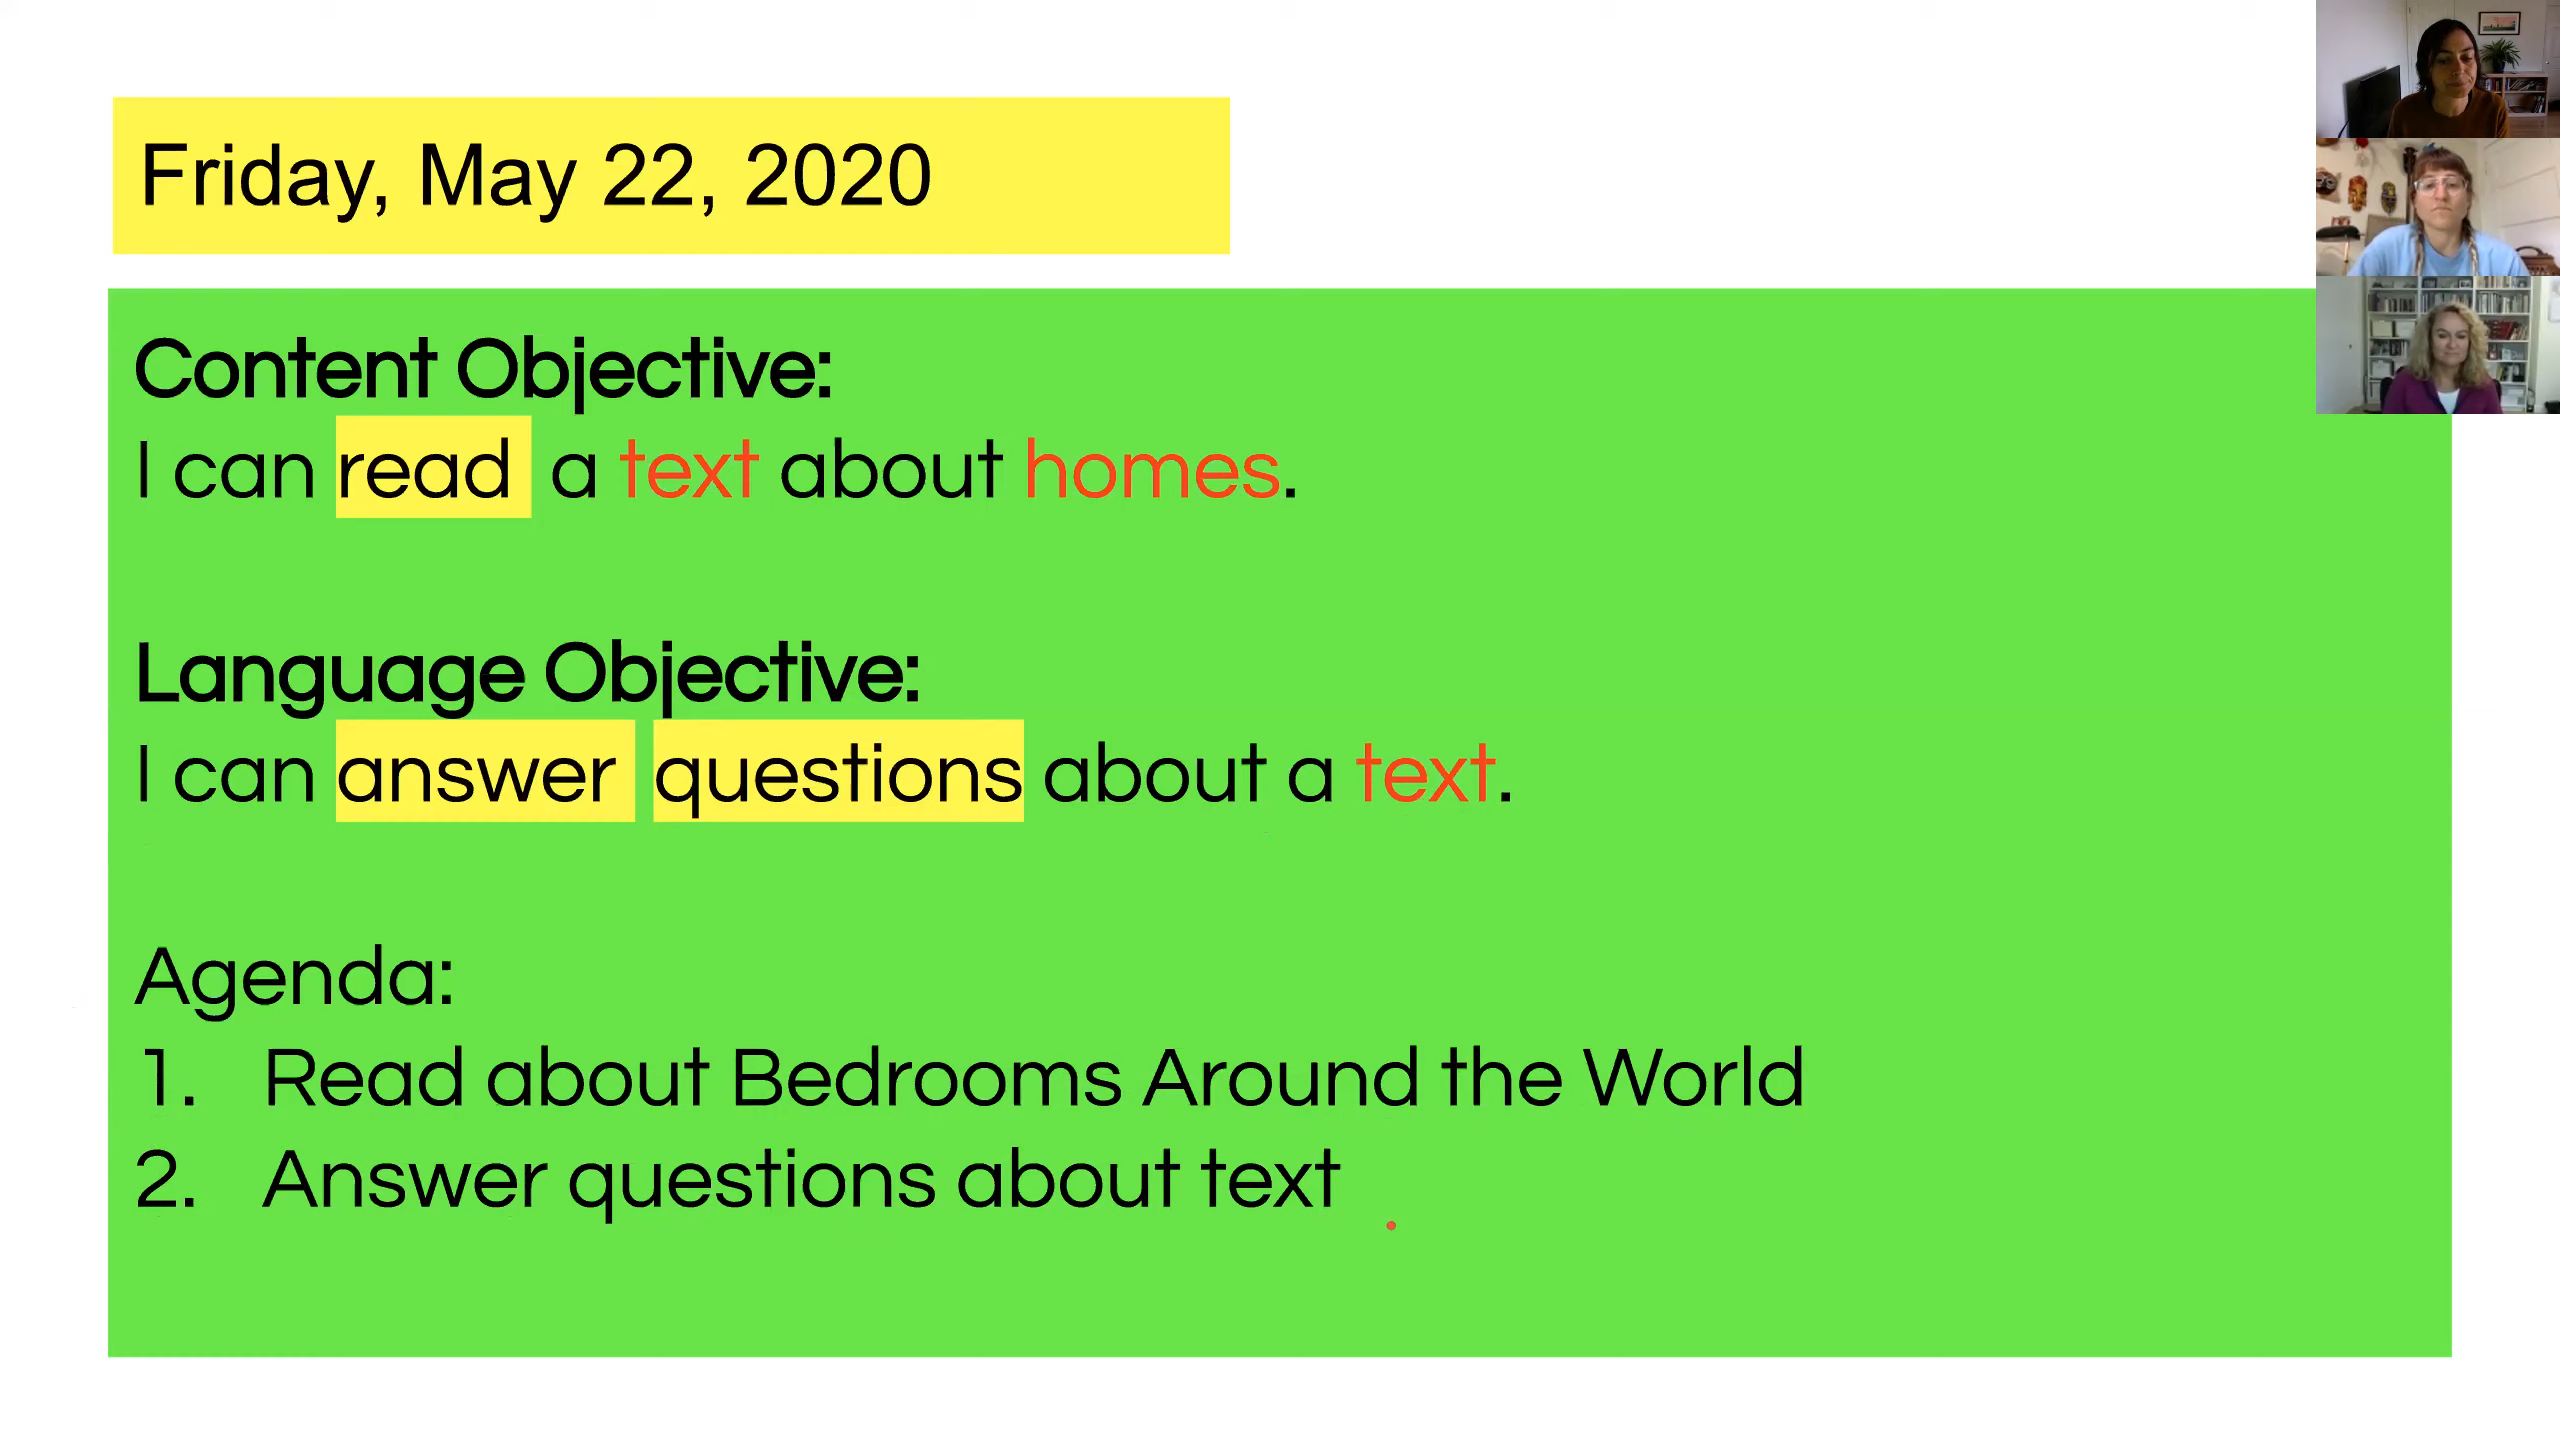 Friday, May 22, 2020
Content Objective:
I can read a text about homes.
Language Objective:
I can answer questions about a text.
Agenda:
1. Read about Bedrooms Around the World
2. Answer questions about text